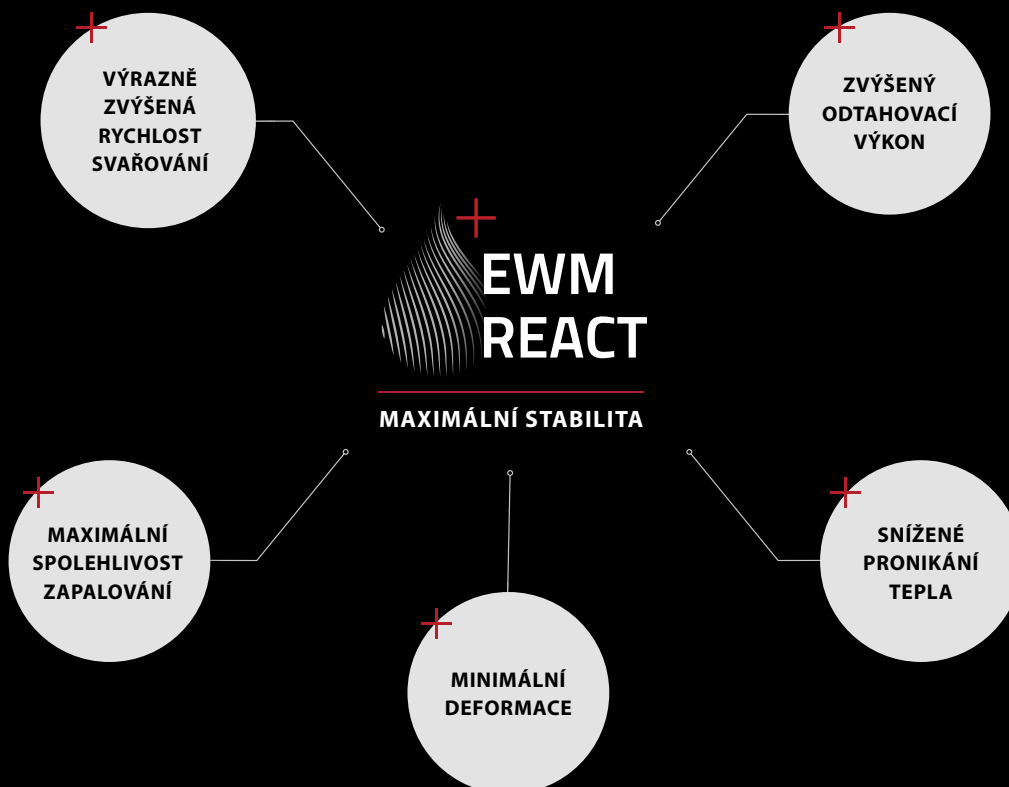 VÝRAZNĚ
ZVÝŠENÁ
RYCHLOST
SVAŘOVÁNÍ
ZVÝŠENÝ
ODTAHOVACÍ
VÝKON
EWM
REACT
MAXIMÁLNÍ STABILITA
MAXIMÁLNÍ
SPOLEHLIVOST
ZAPALOVÁNÍ
MINIMÁLNÍ
DEFORMACE
SNÍŽENÉ
PRONIKÁNÍ
TEPLA